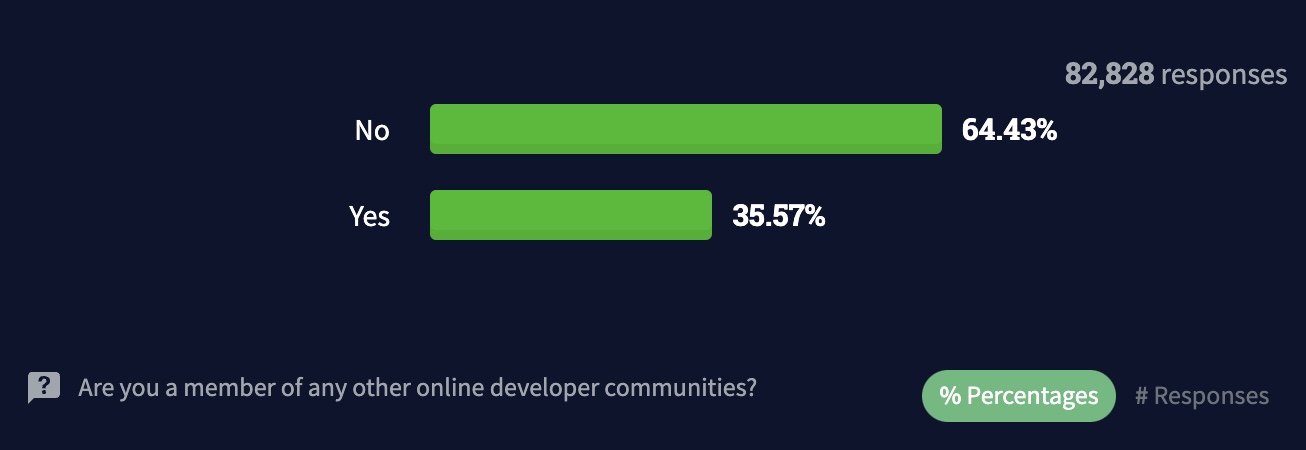 82,828 responses
No 64.43%
Yes 35.57%
? Are you a member of any other online developer communities?
% Percentages # Responses